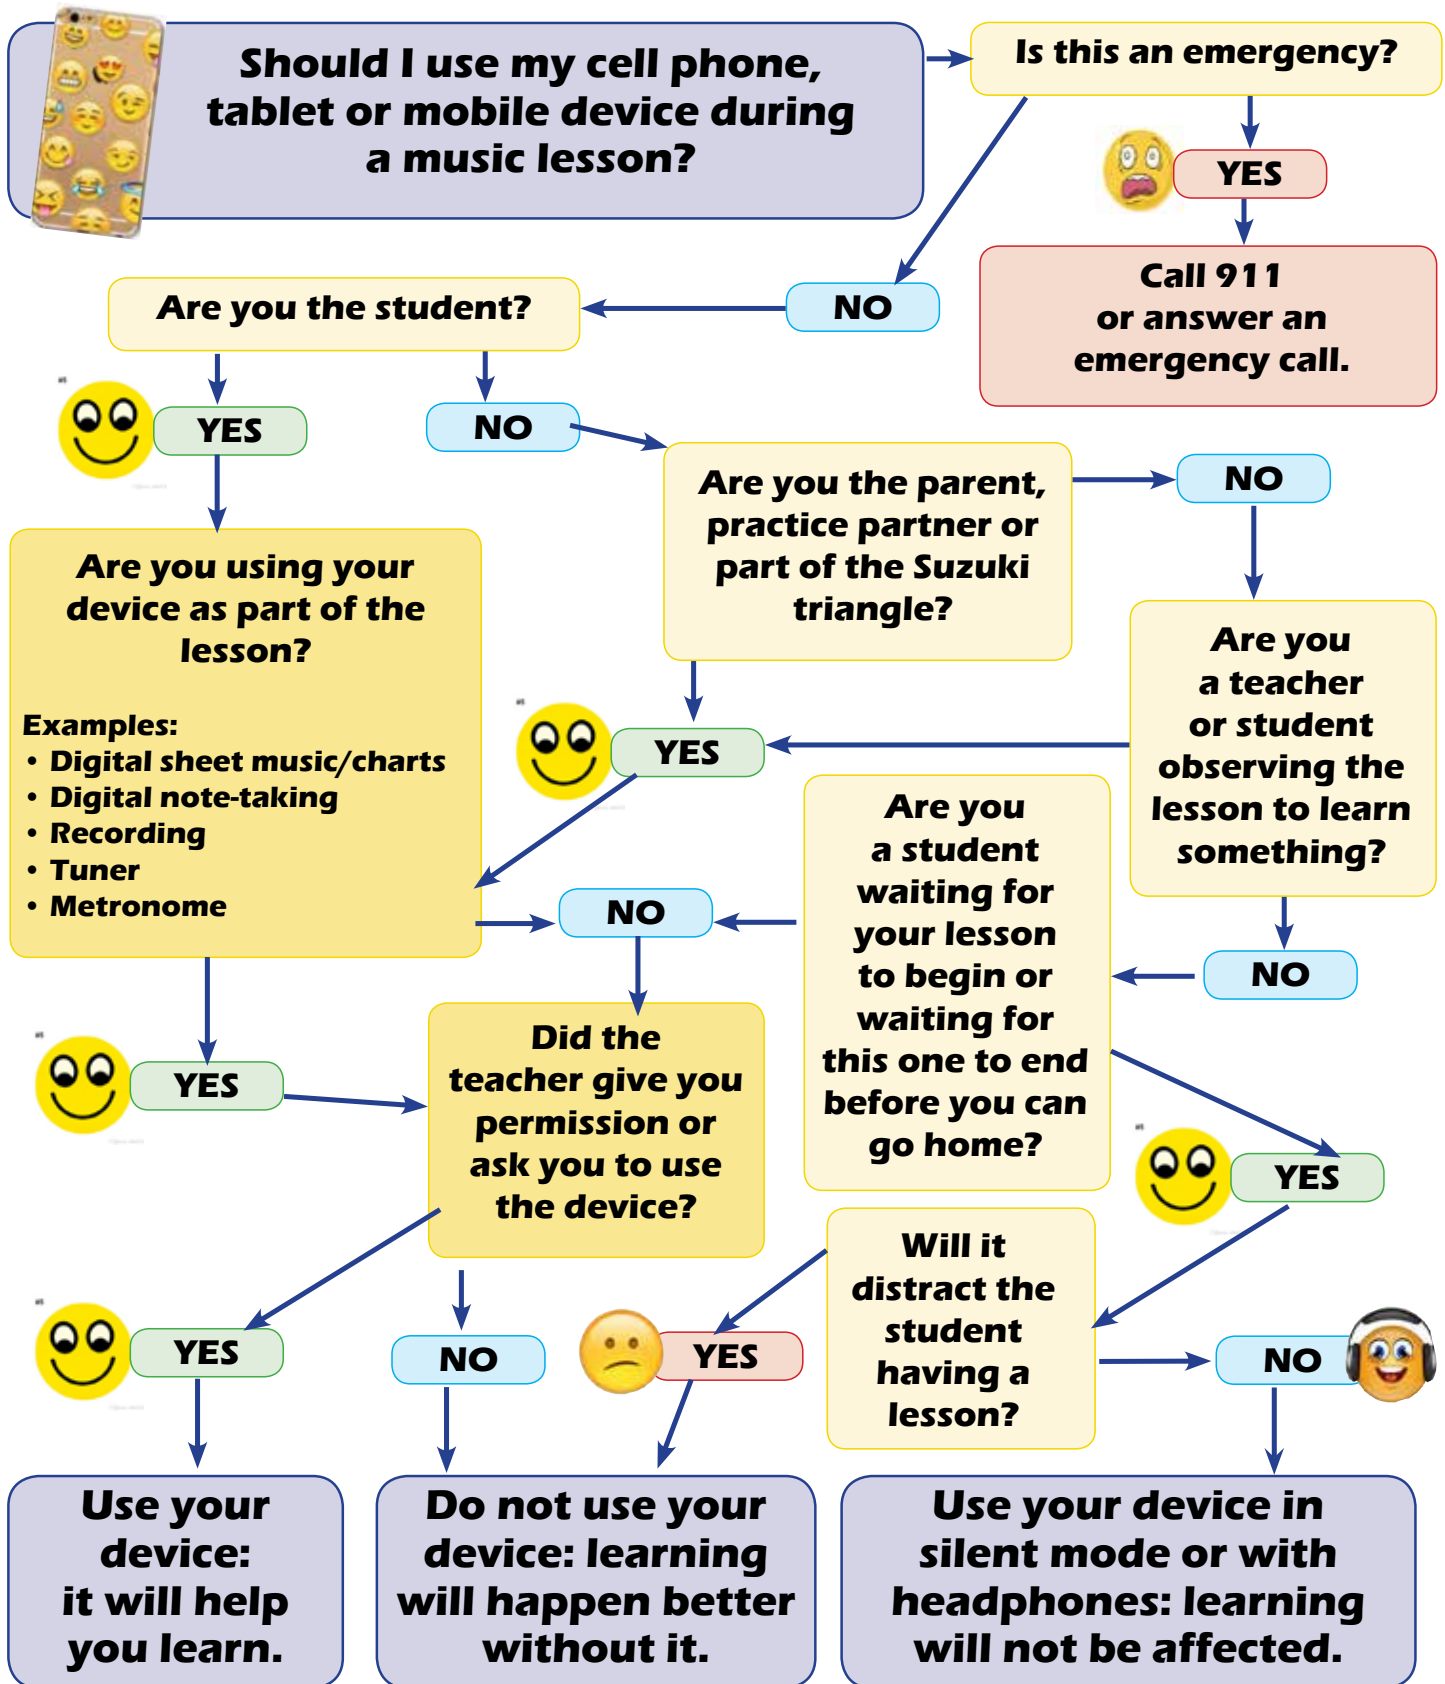 Should I use my cell phone,
tablet or mobile device during
a music lesson?
Is this an emergency?
YES
Call 911
or answer an
emergency call.
NO
Are you the student?
YES
NO
Are you the parent,
practice partner or
part of the Suzuki
triangle?
NO
Are you using your
device as part of the
lesson?
Examples:
• Digital sheet music/charts
• Digital note-taking
• Recording
• Tuner
• Metronome
YES
Are you
a teacher
or student
observing the
lesson to learn
something?
NO
NO
Are you
a student
waiting for
your lesson
to begin or
waiting for
this one to end
before you can
go home?
YES
Did the
teacher give you
permission or
ask you to use
the device?
YES
Will it
distract the
student
having a
lesson?
YES
NO
YES
NO
Use your
device:
it will help
you learn.
Do not use your
device: learning
will happen better
without it.
Use your device in
silent mode or with
headphones: learning
will not be affected.